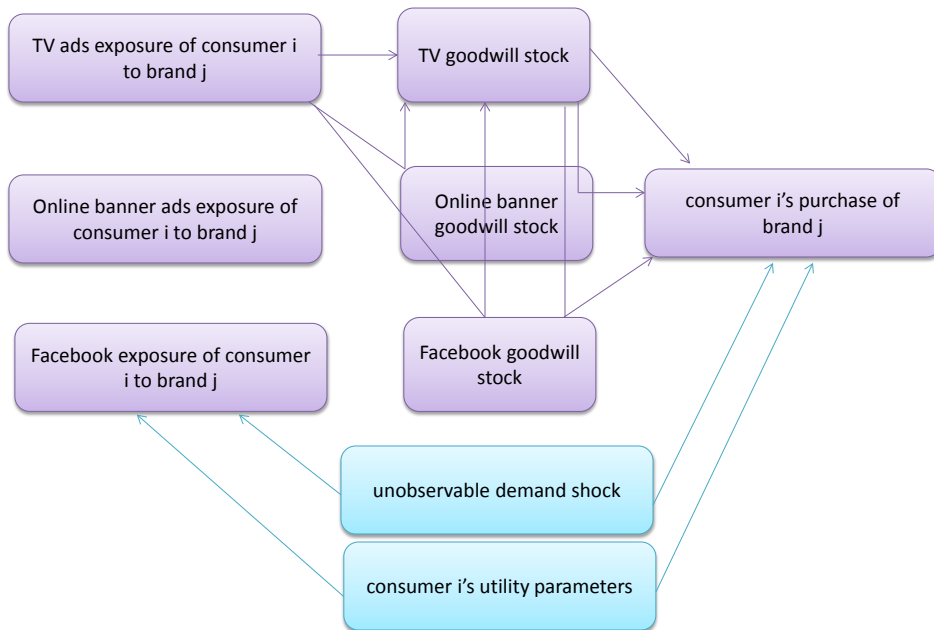 TV ads exposure of consumer i
to brand j
TV goodwill stock
Online banner ads exposure of
consumer i to brand j
Online banner
goodwill stock
consumer i's purchase of
brand j
Facebook exposure of consumer
i to brand j
Facebook goodwill
stock
unobservable demand shock
consumer i's utility parameters